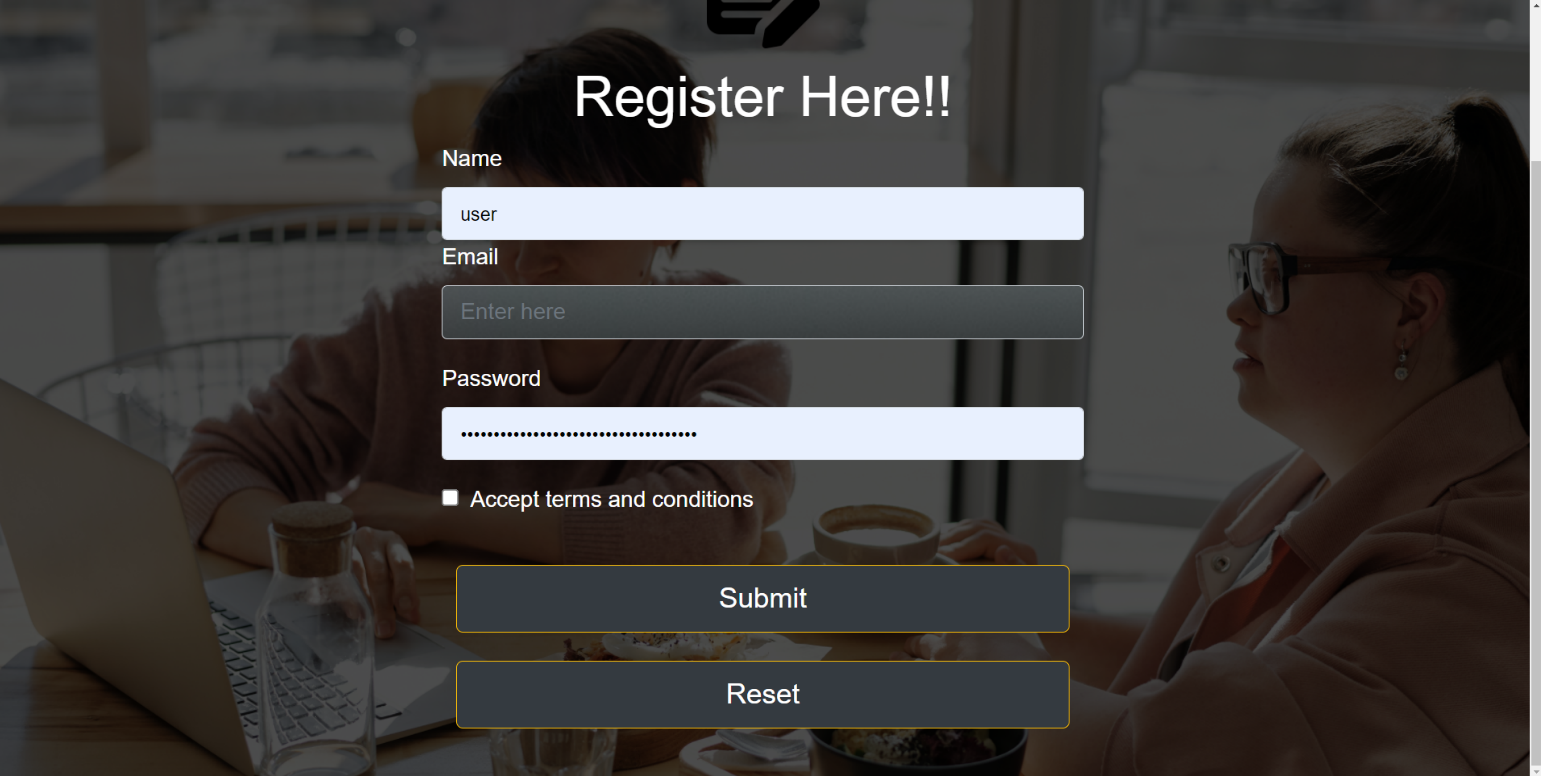 Register Here!!
Name
user
Email
Enter here
Password
••••••••••••••••••••••••••••••••••••
Accept terms and conditions
Submit
Reset